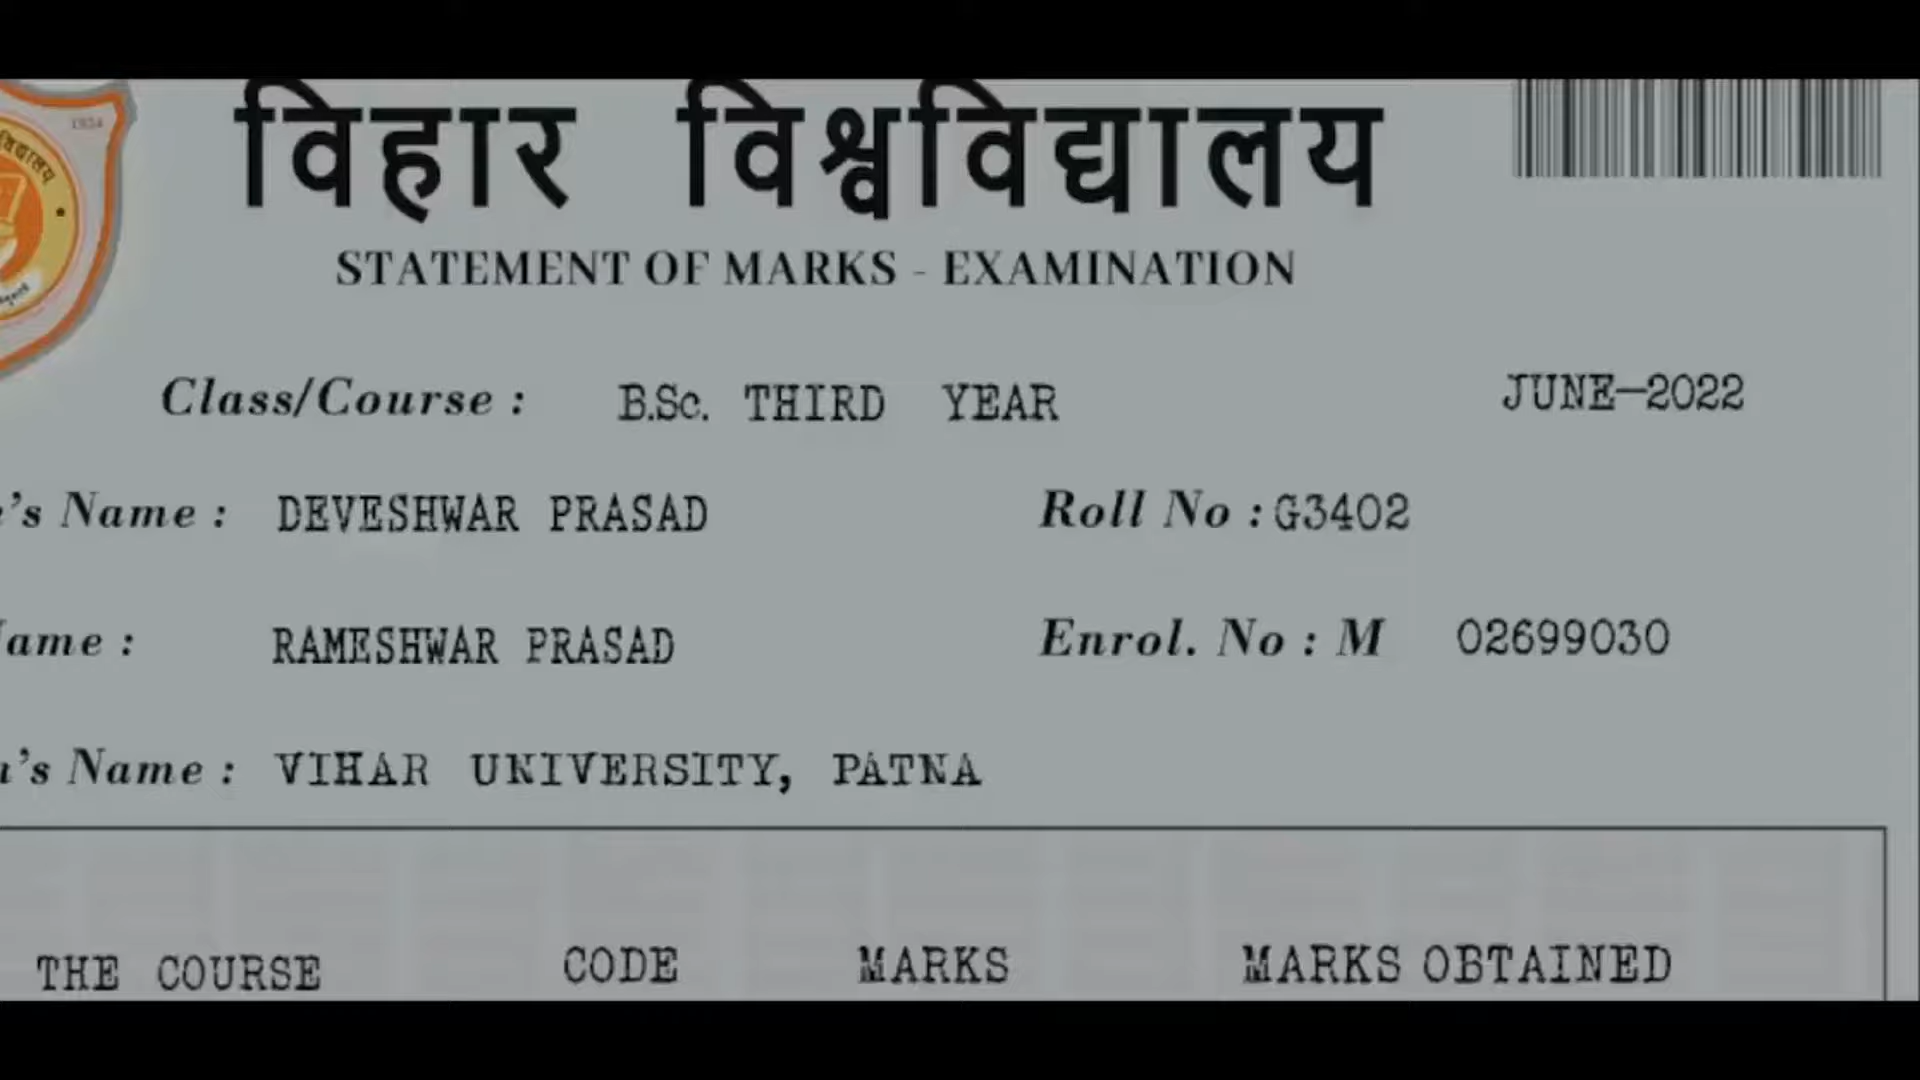 1934
विहार विश्वविद्यालय
STATEMENT OF MARKS - EXAMINATION
Class/Course : B.Sc. THIRD YEAR JUNE-2022
's Name : DEVESHWAR PRASAD Roll No : G3402
ame : RAMESHWAR PRASAD Enrol. No : M 02699030
's Name : VIHAR UNIVERSITY, PATNA
THE COURSE CODE MARKS MARKS OBTAINED